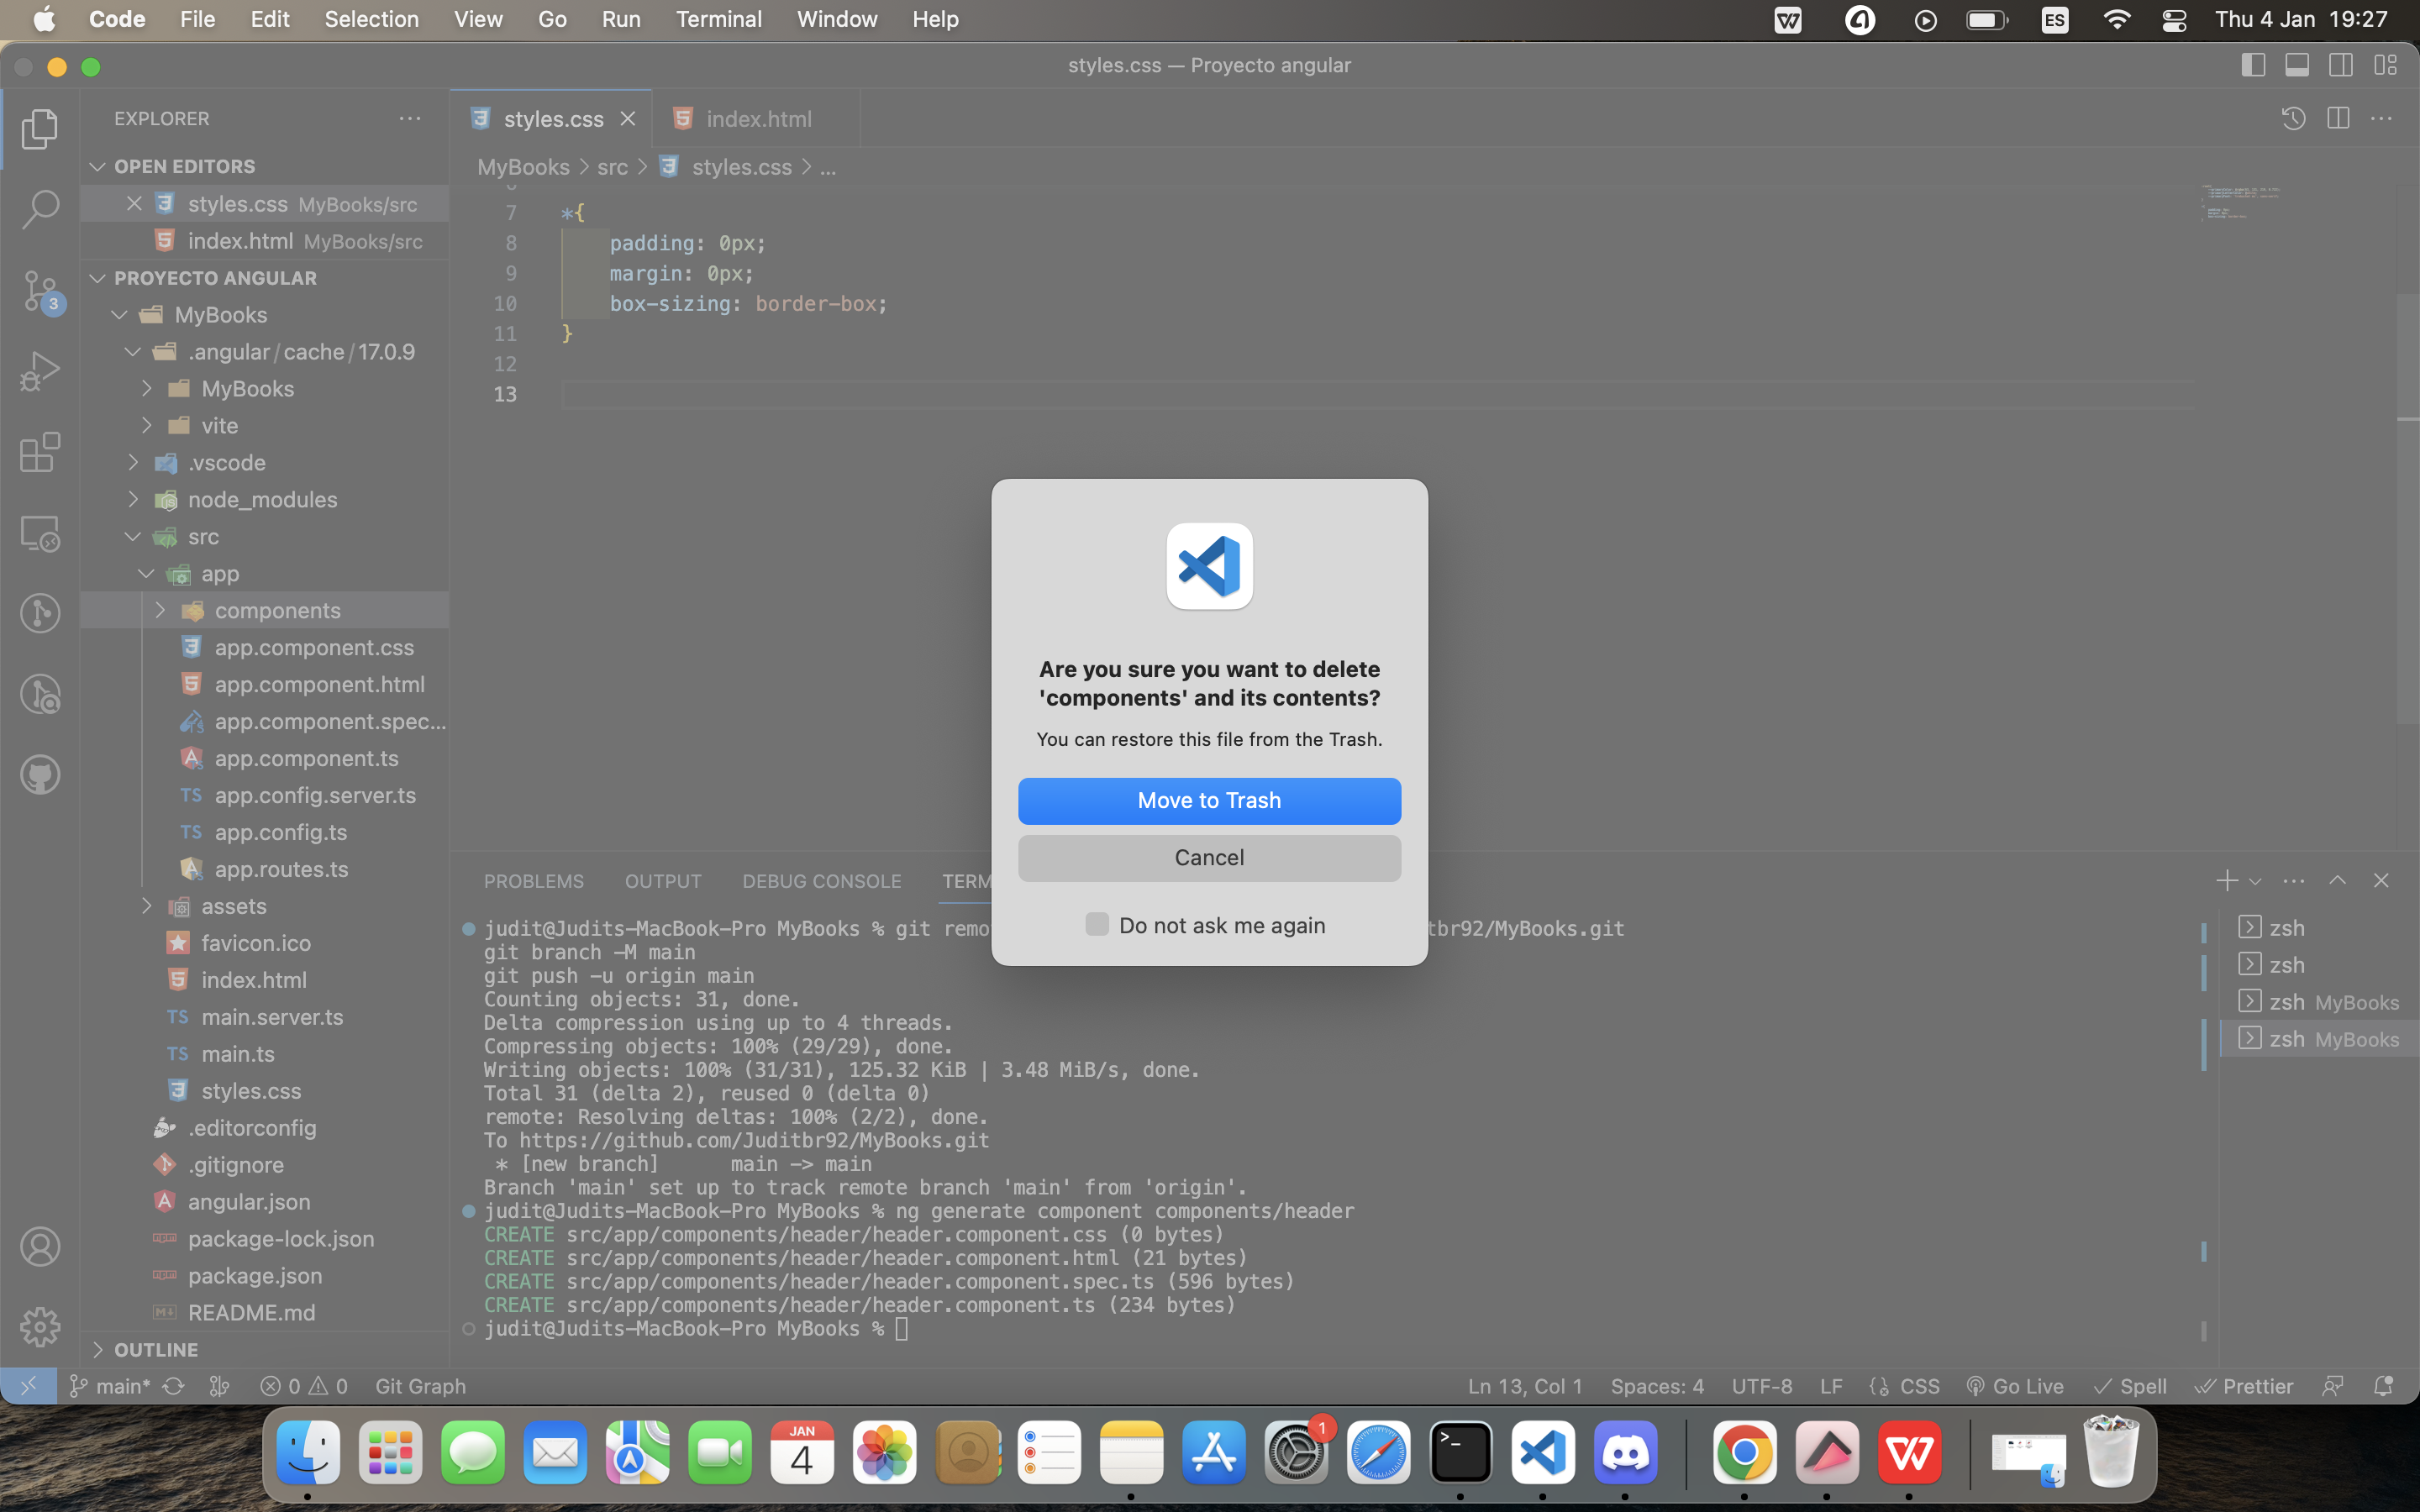 Code File Edit Selection View Go Run Terminal Window Help ES Thu 4 Jan 19:27
styles.css — Proyecto angular
EXPLORER
OPEN EDITORS
styles.css MyBooks/src
index.html MyBooks/src
PROYECTO ANGULAR
MyBooks
.angular/cache/17.0.9
MyBooks
vite
.vscode
node_modules
src
app
components
app.component.css
app.component.html
app.component.spec...
app.component.ts
TS app.config.server.ts
TS app.config.ts
app.routes.ts
assets
favicon.ico
index.html
TS main.server.ts
TS main.ts
styles.css
.editorconfig
.gitignore
angular.json
package-lock.json
package.json
README.md
OUTLINE
3
styles.css index.html
MyBooks > src > styles.css > ...
7 *{
8 padding: 0px;
9 margin: 0px;
10 box-sizing: border-box;
11 }
12
13
Are you sure you want to delete
'components' and its contents?
You can restore this file from the Trash.
Move to Trash
Cancel
Do not ask me again
PROBLEMS OUTPUT DEBUG CONSOLE TERM
judit@Judits-MacBook-Pro MyBooks % git remo tbr92/MyBooks.git
git branch -M main
git push -u origin main
Counting objects: 31, done.
Delta compression using up to 4 threads.
Compressing objects: 100% (29/29), done.
Writing objects: 100% (31/31), 125.32 KiB | 3.48 MiB/s, done.
Total 31 (delta 2), reused 0 (delta 0)
remote: Resolving deltas: 100% (2/2), done.
To https://github.com/Juditbr92/MyBooks.git
* [new branch] main -> main
Branch 'main' set up to track remote branch 'main' from 'origin'.
judit@Judits-MacBook-Pro MyBooks % ng generate component components/header
CREATE src/app/components/header/header.component.css (0 bytes)
CREATE src/app/components/header/header.component.html (21 bytes)
CREATE src/app/components/header/header.component.spec.ts (596 bytes)
CREATE src/app/components/header/header.component.ts (234 bytes)
judit@Judits-MacBook-Pro MyBooks %
zsh
zsh
zsh MyBooks
zsh MyBooks
main* 0 0 Git Graph Ln 13, Col 1 Spaces: 4 UTF-8 LF CSS Go Live Spell Prettier
JAN
4
1